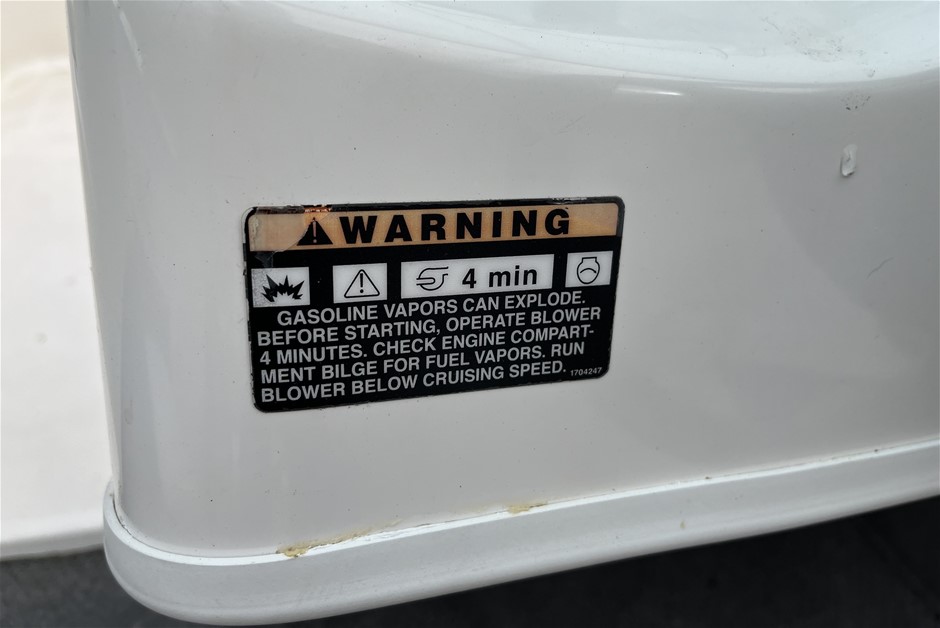 WARNING
4 min
GASOLINE VAPORS CAN EXPLODE.
BEFORE STARTING, OPERATE BLOWER
4 MINUTES. CHECK ENGINE COMPART-
MENT BILGE FOR FUEL VAPORS. RUN
BLOWER BELOW CRUISING SPEED. 1704247